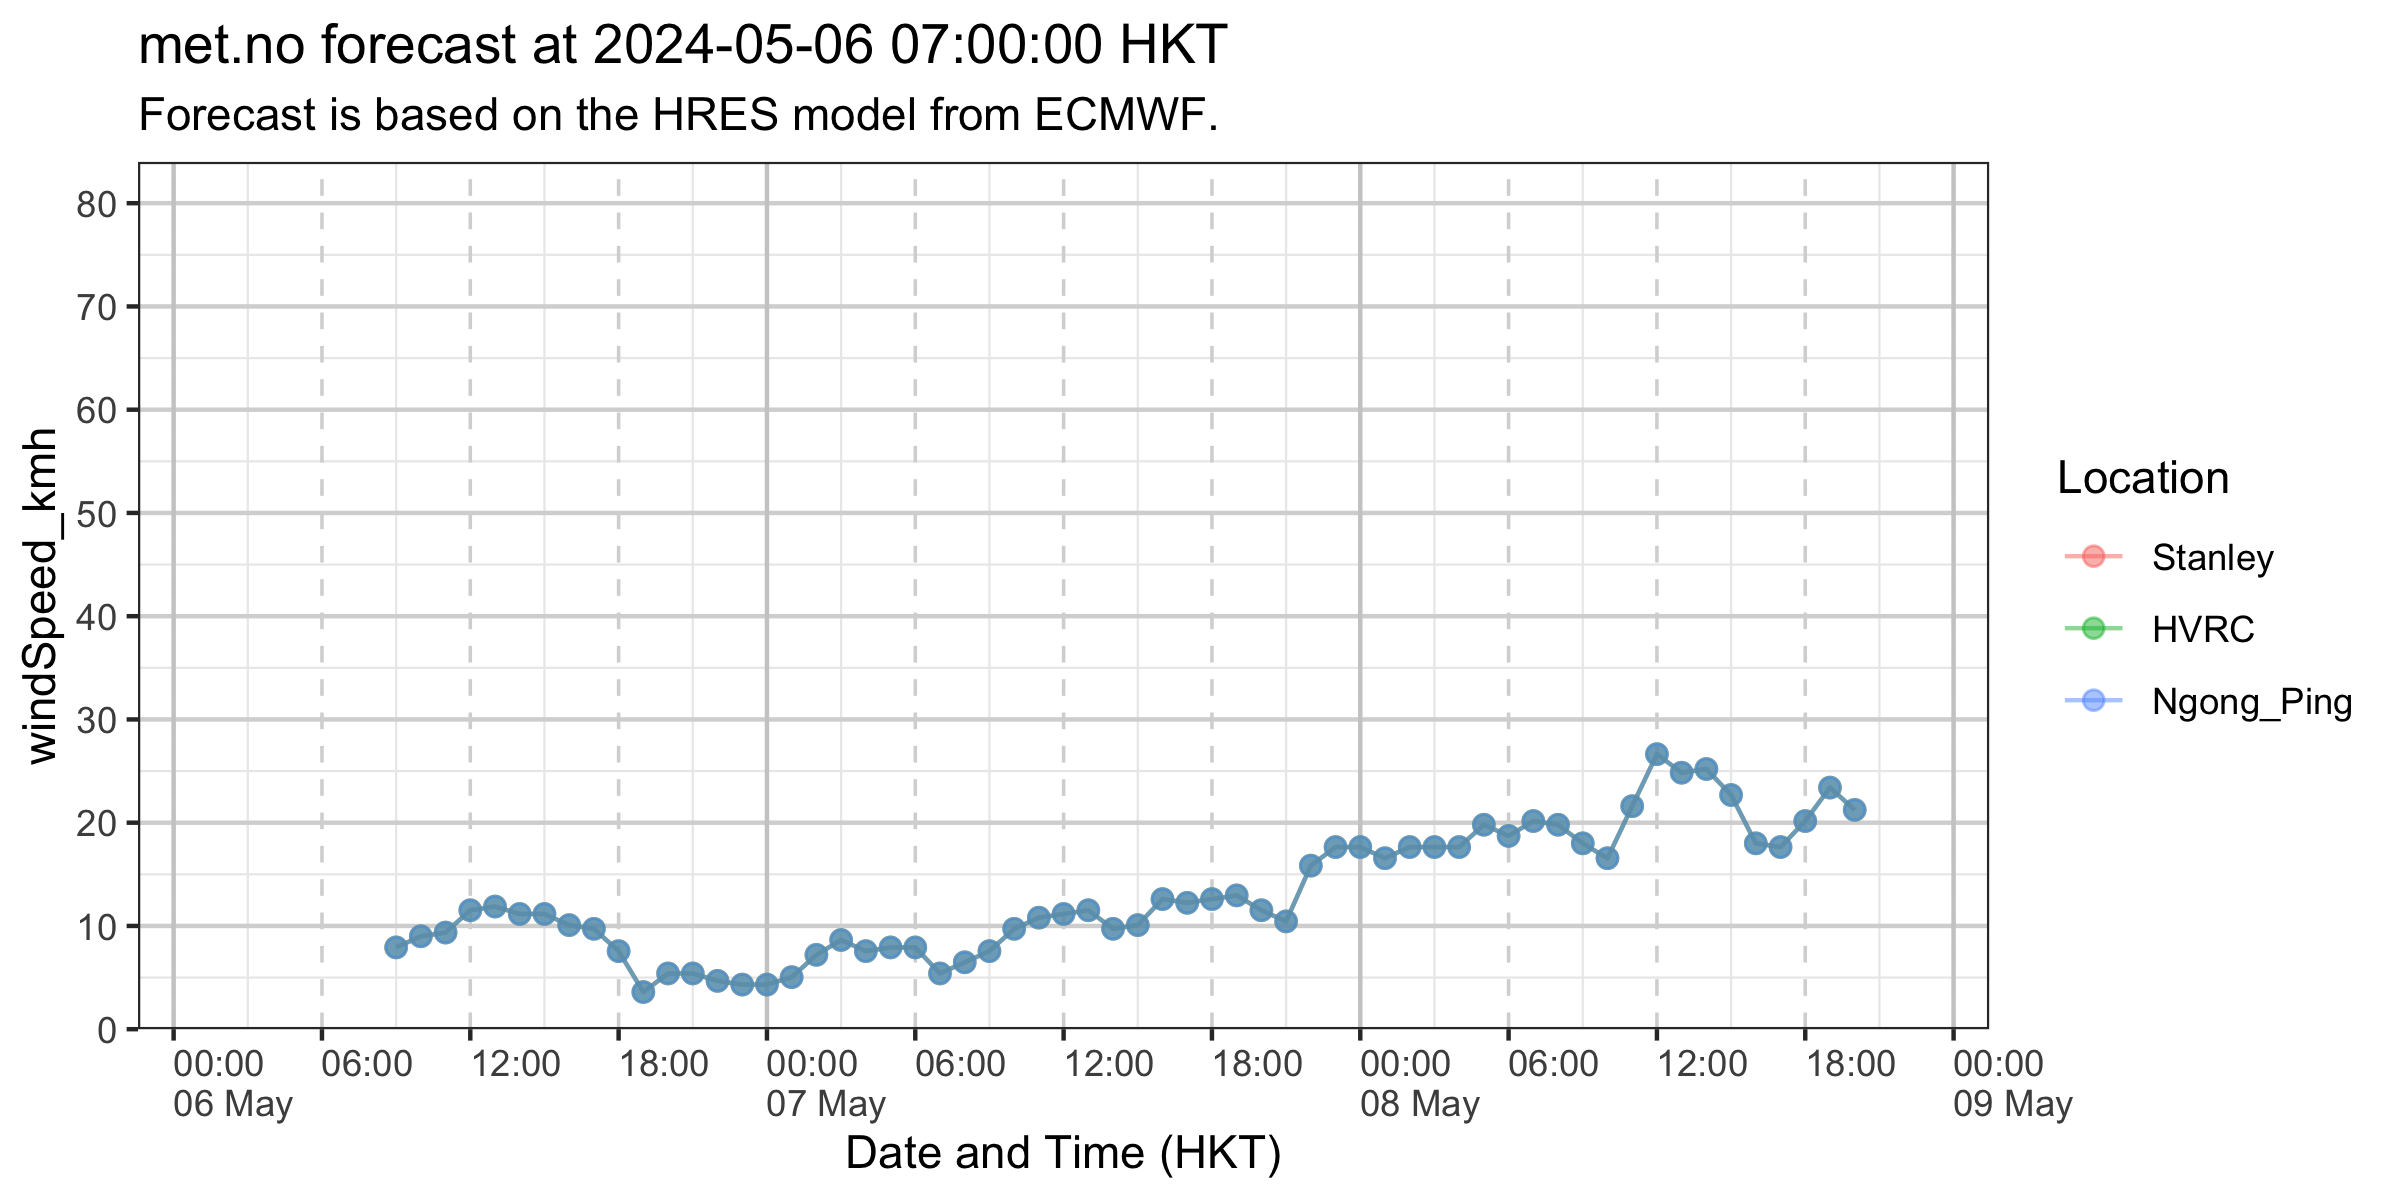 met.no forecast at 2024-05-06 07:00:00 HKT
Forecast is based on the HRES model from ECMWF.
windSpeed_kmh
80
70
60
50
40
30
20
10
0
00:00 06:00 12:00 18:00 00:00 06:00 12:00 18:00 00:00 06:00 12:00 18:00 00:00
06 May 07 May 08 May 09 May
Date and Time (HKT)
Location
Stanley
HVRC
Ngong_Ping